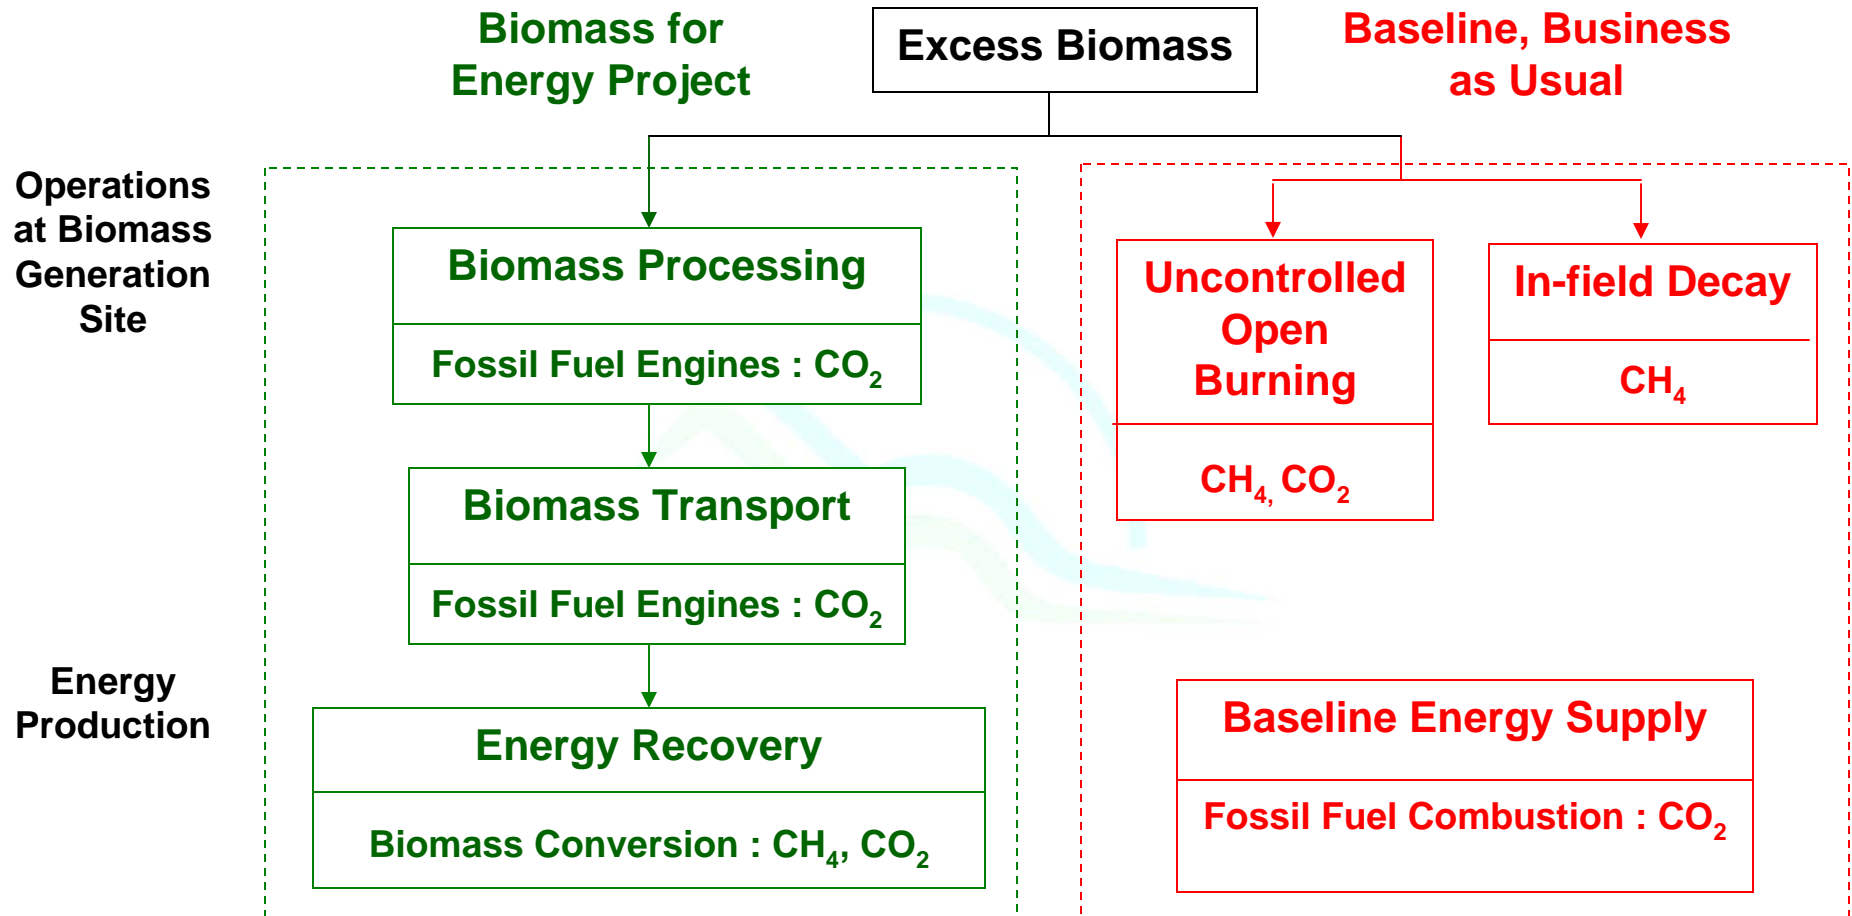 Biomass for
Energy Project
Excess Biomass
Baseline, Business
as Usual
Operations
at Biomass
Generation
Site
Biomass Processing
Fossil Fuel Engines : CO₂
Uncontrolled
Open
Burning
CH₄, CO₂
In-field Decay
CH₄
Biomass Transport
Fossil Fuel Engines : CO₂
Energy
Production
Energy Recovery
Biomass Conversion : CH₄, CO₂
Baseline Energy Supply
Fossil Fuel Combustion : CO₂